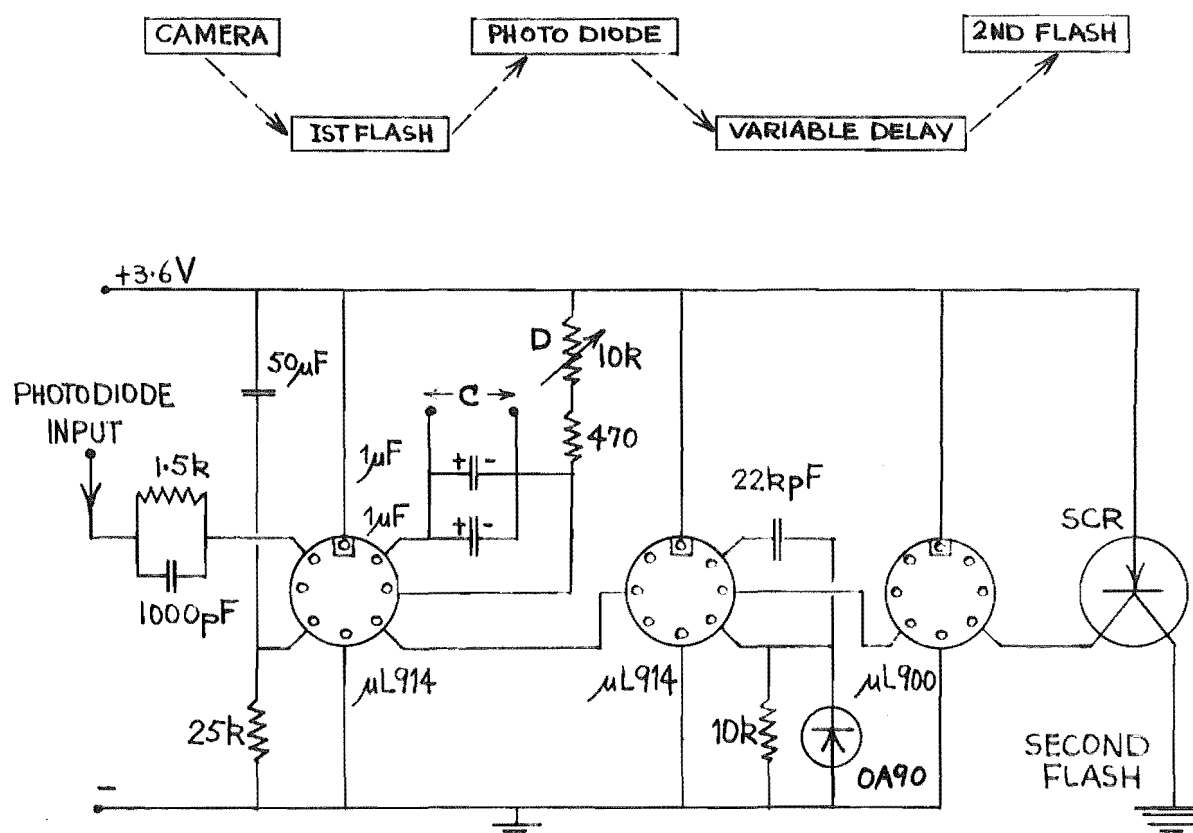 CAMERA
PHOTO DIODE
2ND FLASH
IST FLASH
VARIABLE DELAY
+3·6V
50μF
D
10k
PHOTODIODE
INPUT
C
470
1·5k
1μF
+ -
22kpF
1μF
+ -
SCR
1000pF
μL914
μL914
μL900
25k
10k
OA90
SECOND
FLASH
-